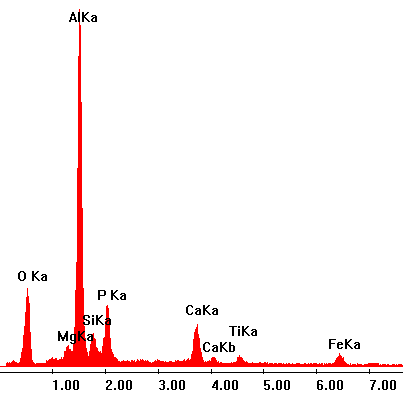 AlKa
O Ka
P Ka
SiKa
MgKa
CaKa
CaKb
TiKa
FeKa
1.00 2.00 3.00 4.00 5.00 6.00 7.00